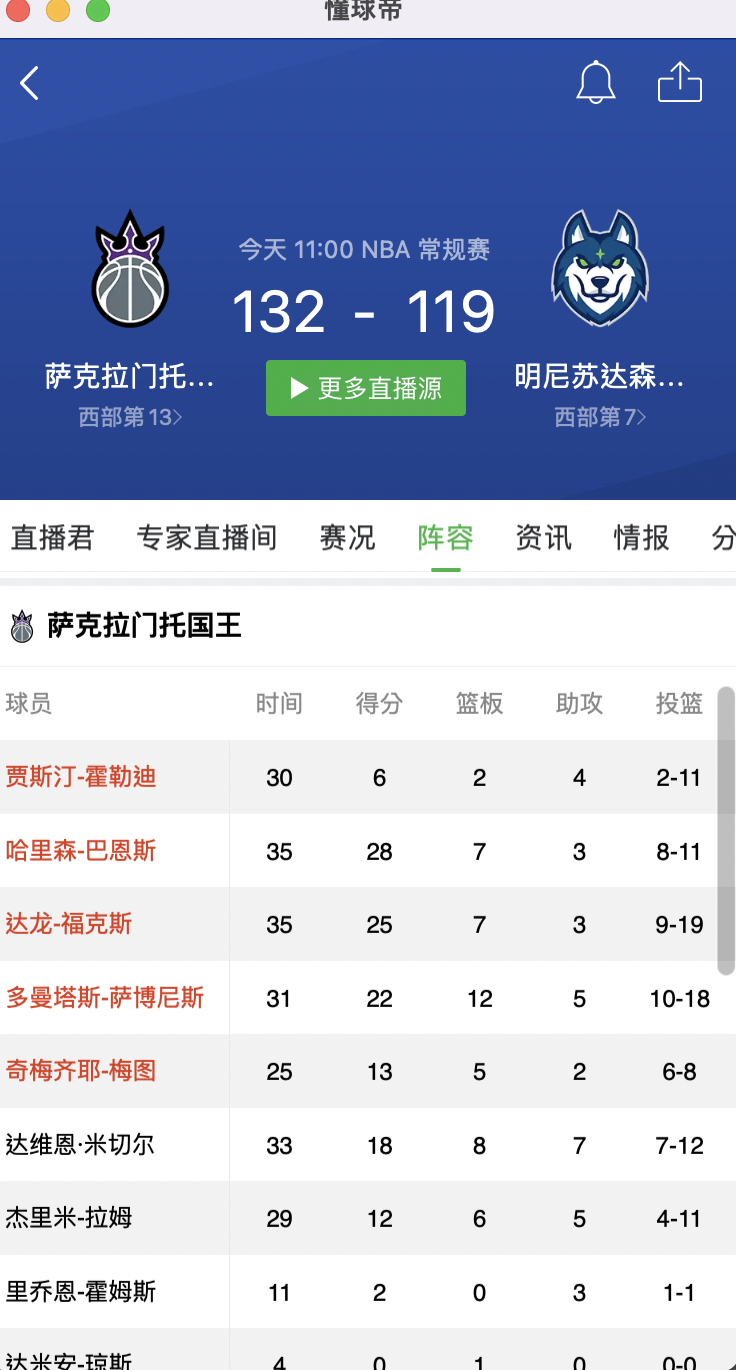 懂球帝
今天 11:00 NBA 常规赛
132 - 119
萨克拉门托... 更多直播源 明尼苏达森...
西部第13 西部第7
直播君 专家直播间 赛况 阵容 资讯 情报 分
萨克拉门托国王
球员 时间 得分 篮板 助攻 投篮
贾斯汀-霍勒迪 30 6 2 4 2-11
哈里森-巴恩斯 35 28 7 3 8-11
达龙-福克斯 35 25 7 3 9-19
多曼塔斯-萨博尼斯 31 22 12 5 10-18
奇梅齐耶-梅图 25 13 5 2 6-8
达维恩·米切尔 33 18 8 7 7-12
杰里米-拉姆 29 12 6 5 4-11
里乔恩-霍姆斯 11 2 0 3 1-1
达米安-琼斯 4 0 1 0 0-0